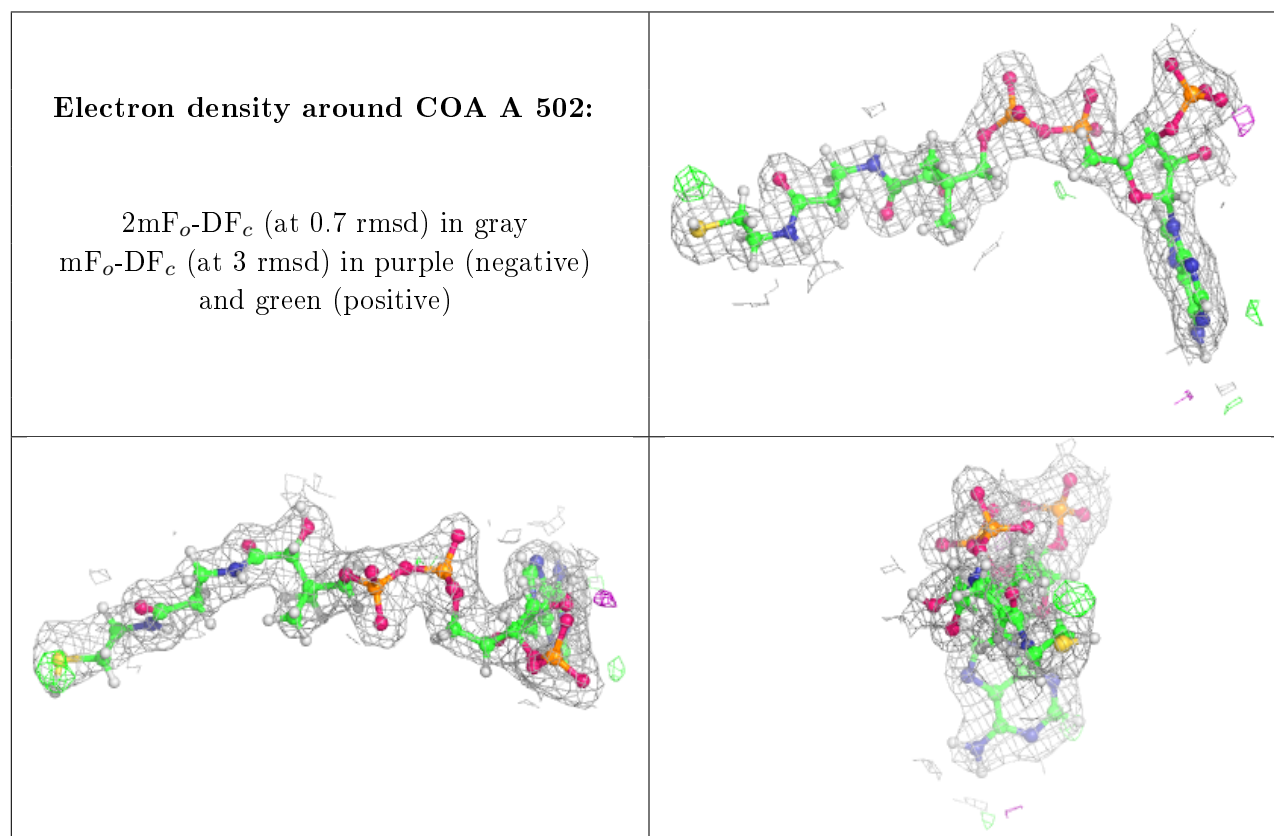 Electron density around COA A 502:
2mFₒ-DF𝒸 (at 0.7 rmsd) in gray
mFₒ-DF𝒸 (at 3 rmsd) in purple (negative)
and green (positive)